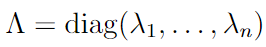 Λ = diag(λ₁, . . . , λₙ)